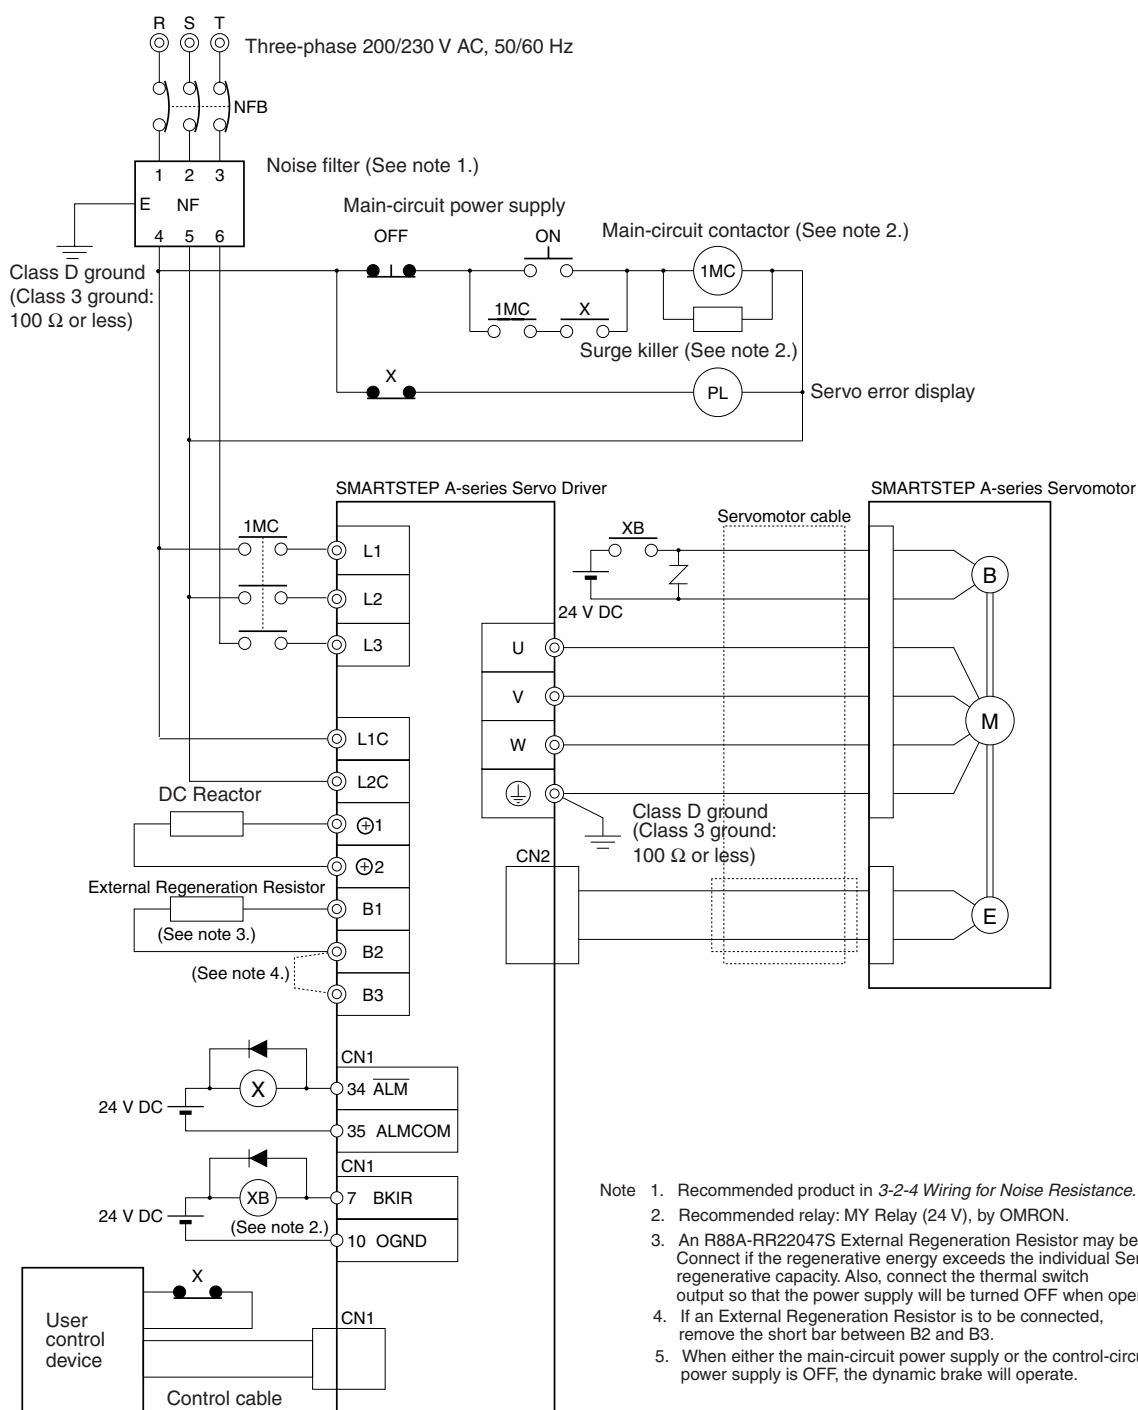 R S T
Three-phase 200/230 V AC, 50/60 Hz
NFB
Noise filter (See note 1.)
1 2 3
E NF
4 5 6
Main-circuit power supply
OFF ON
Main-circuit contactor (See note 2.)
1MC
Class D ground
(Class 3 ground:
100 Ω or less)
1MC X
Surge killer (See note 2.)
X
PL
Servo error display
SMARTSTEP A-series Servo Driver
SMARTSTEP A-series Servomotor
1MC
L1
L2
L3
XB
Servomotor cable
24 V DC
B
U
V
W
M
L1C
L2C
DC Reactor
+1
+2
Class D ground
(Class 3 ground:
100 Ω or less)
CN2
External Regeneration Resistor
B1
(See note 3.)
B2
(See note 4.)
B3
E
CN1
X
34 ALM
24 V DC
35 ALMCOM
CN1
XB
7 BKIR
24 V DC
(See note 2.)
10 OGND
X
User
control
device
CN1
Control cable
Note 1. Recommended product in 3-2-4 Wiring for Noise Resistance.
2. Recommended relay: MY Relay (24 V), by OMRON.
3. An R88A-RR22047S External Regeneration Resistor may be
Connect if the regenerative energy exceeds the individual
regenerative capacity. Also, connect the thermal switch
output so that the power supply will be turned OFF when
4. If an External Regeneration Resistor is to be connected,
remove the short bar between B2 and B3.
5. When either the main-circuit power supply or the
power supply is OFF, the dynamic brake will operate.